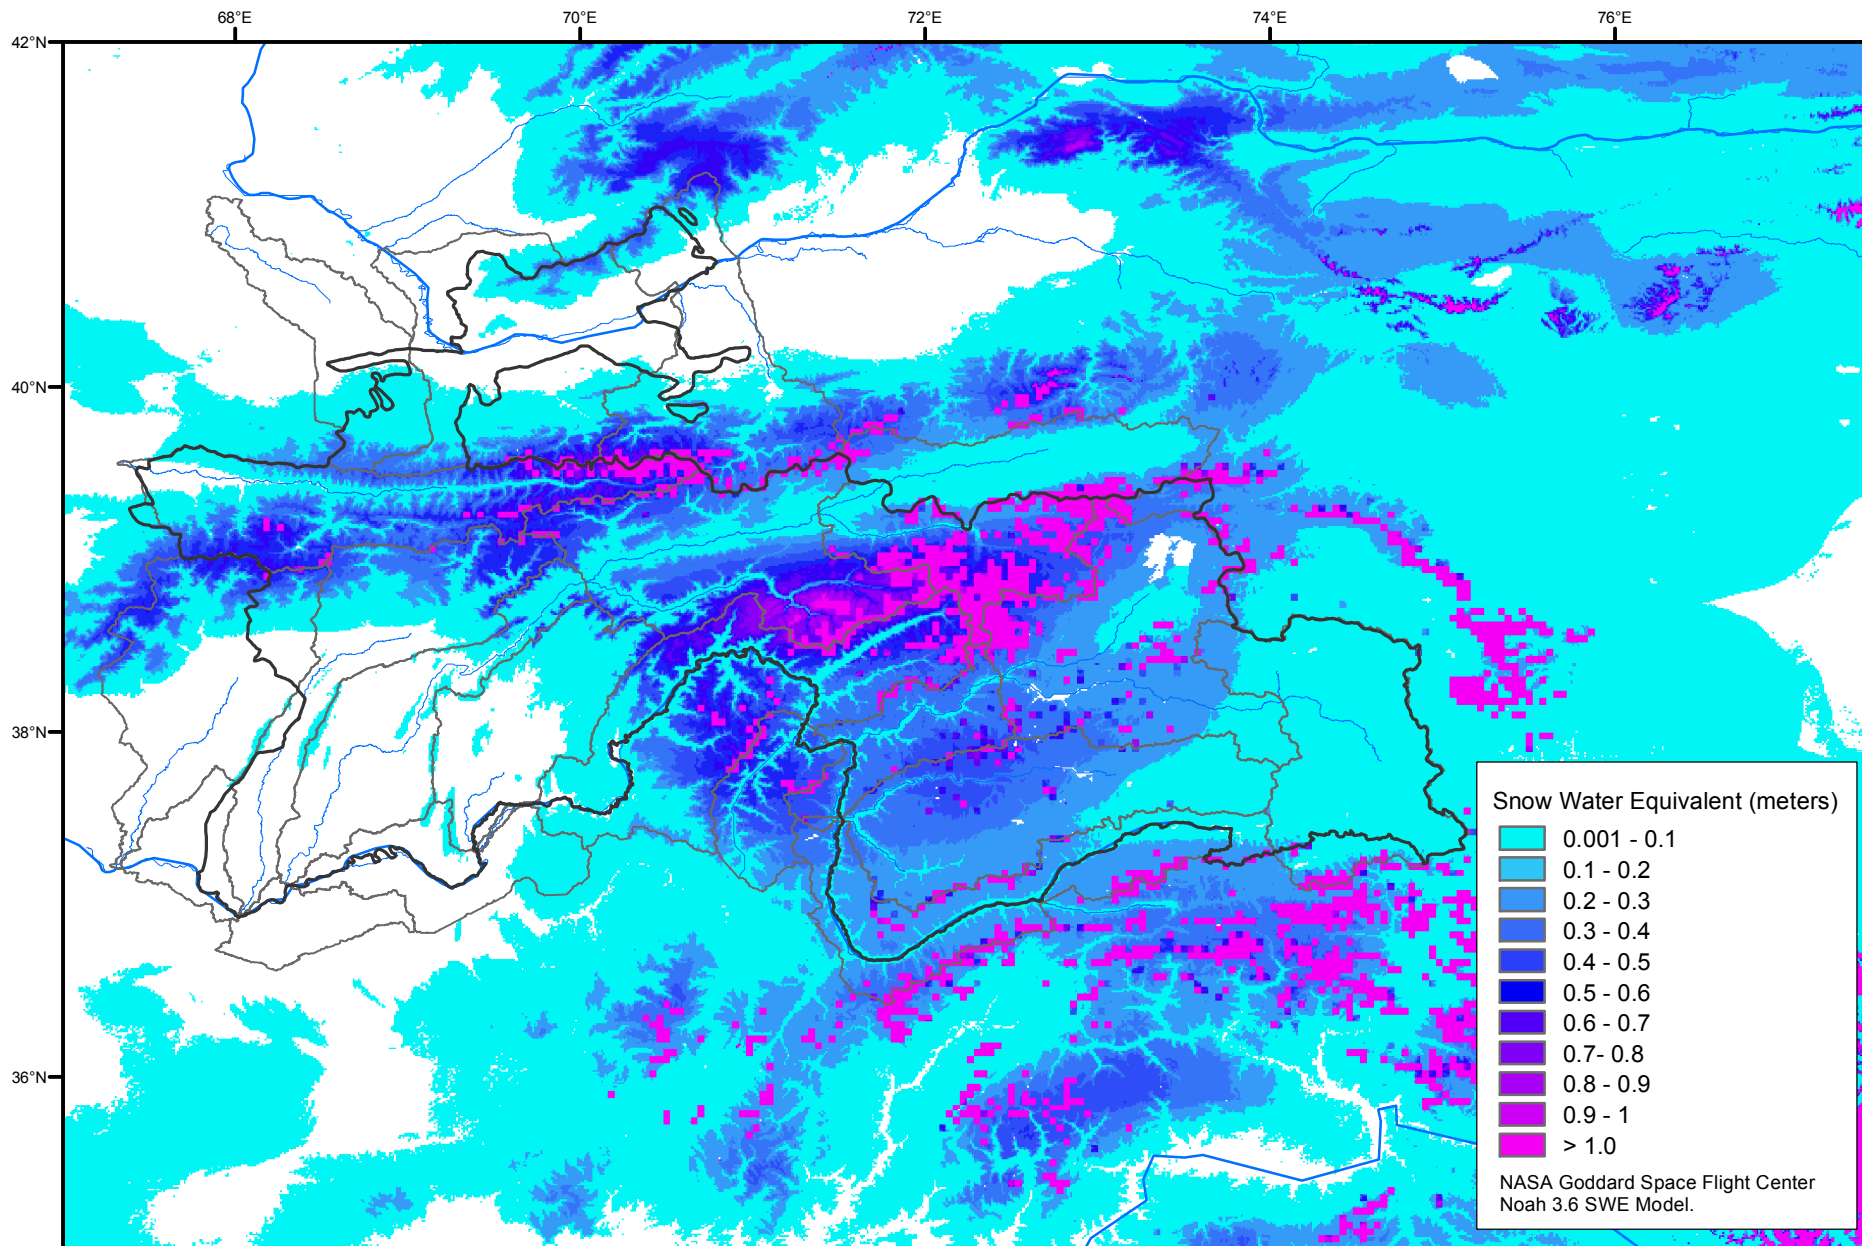 68°E 70°E 72°E 74°E 76°E
42°N
40°N
38°N
36°N
Snow Water Equivalent (meters)
0.001 - 0.1
0.1 - 0.2
0.2 - 0.3
0.3 - 0.4
0.4 - 0.5
0.5 - 0.6
0.6 - 0.7
0.7- 0.8
0.8 - 0.9
0.9 - 1
> 1.0
NASA Goddard Space Flight Center
Noah 3.6 SWE Model.